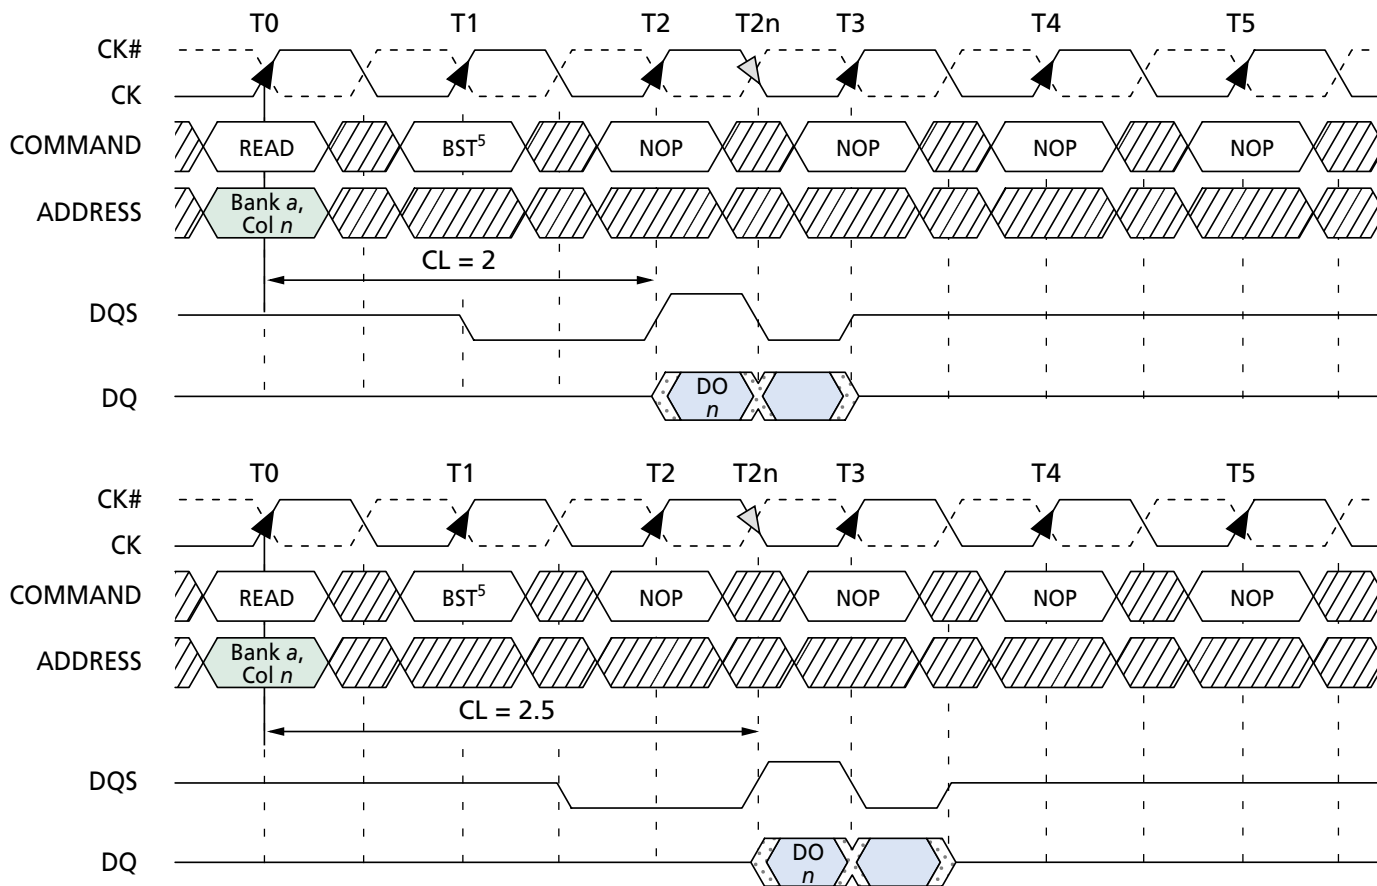 T0 T1 T2 T2n T3 T4 T5
CK#
CK
COMMAND READ BST5 NOP NOP NOP NOP
ADDRESS Bank a,
Col n
CL = 2
DQS
DQ DO
n
T0 T1 T2 T2n T3 T4 T5
CK#
CK
COMMAND READ BST5 NOP NOP NOP NOP
ADDRESS Bank a,
Col n
CL = 2.5
DQS
DQ DO
n